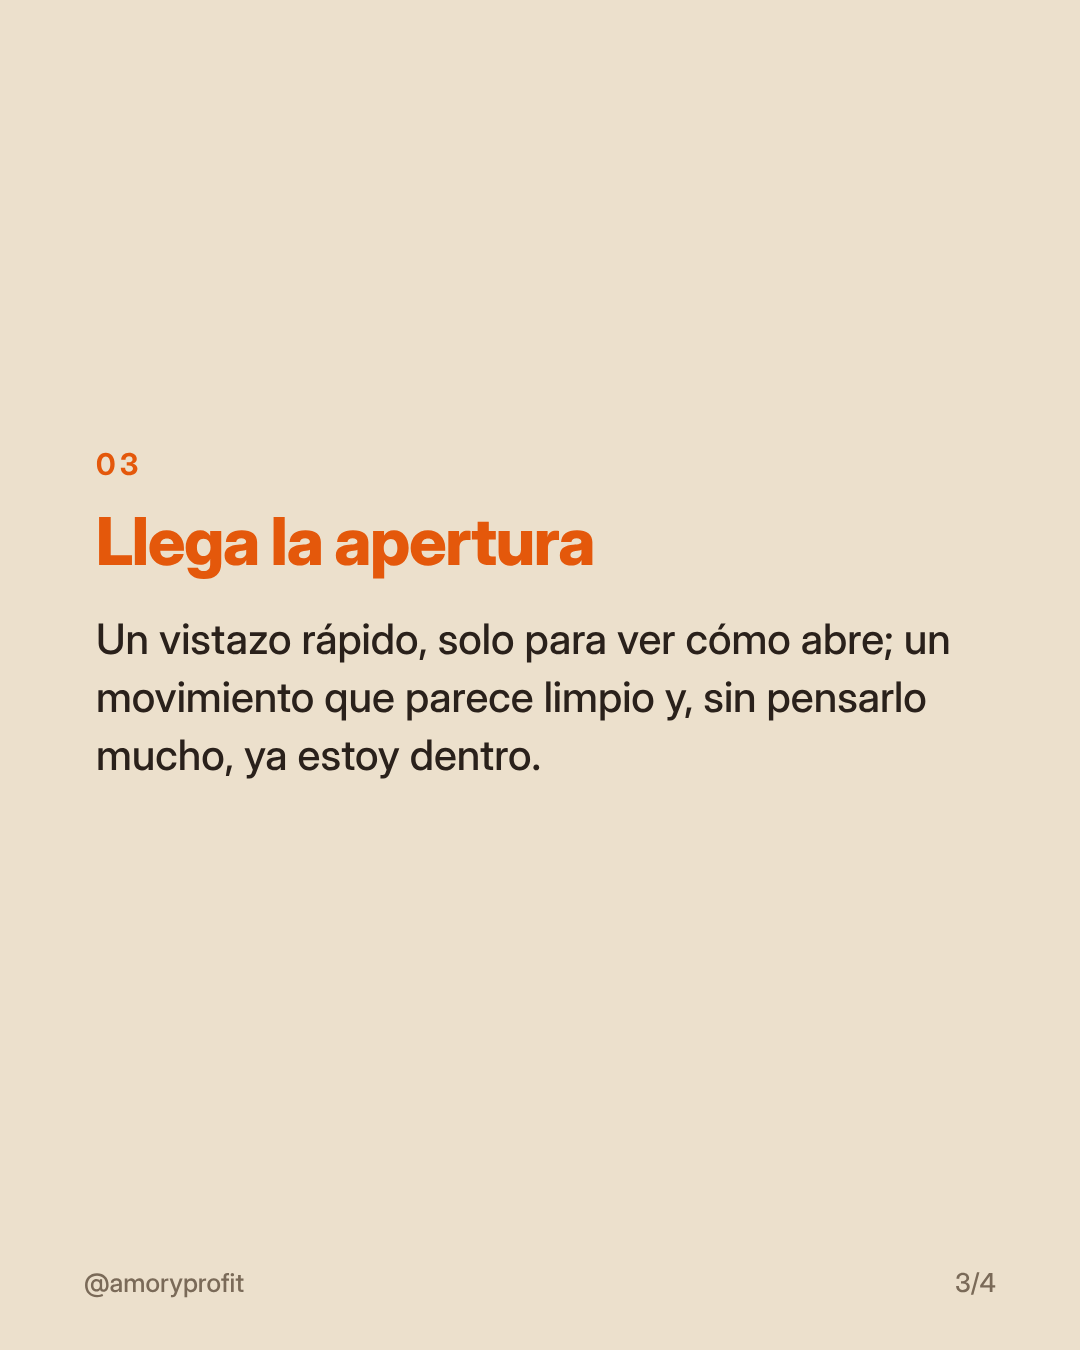 03
Llega la apertura
Un vistazo rápido, solo para ver cómo abre; un
movimiento que parece limpio y, sin pensarlo
mucho, ya estoy dentro.
@amoryprofit
3/4